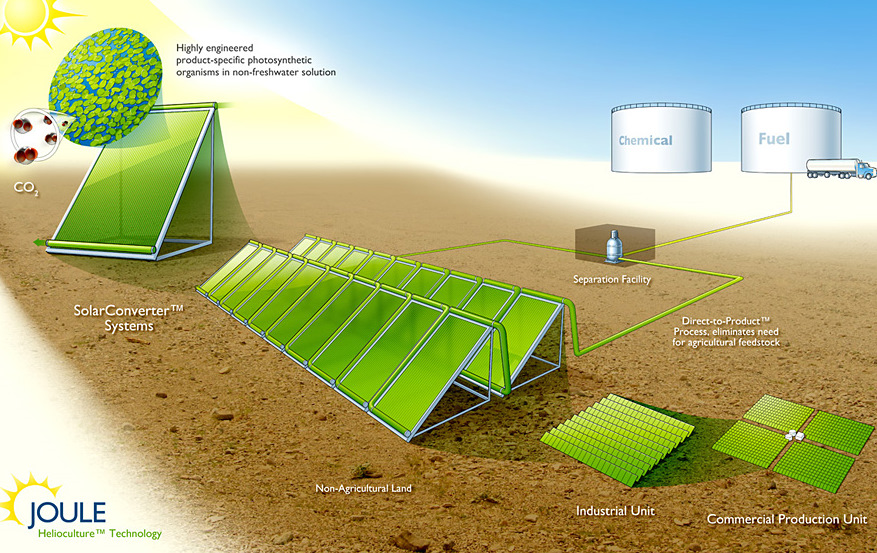 Highly engineered
product-specific photosynthetic
organisms in non-freshwater solution
CO2
Chemical
Fuel
SolarConverter™
Systems
Separation Facility
Direct-to-Product™
Process, eliminates need
for agricultural feedstock
Non-Agricultural Land
Industrial Unit
Commercial Production Unit
JOULE
Helioculture™ Technology